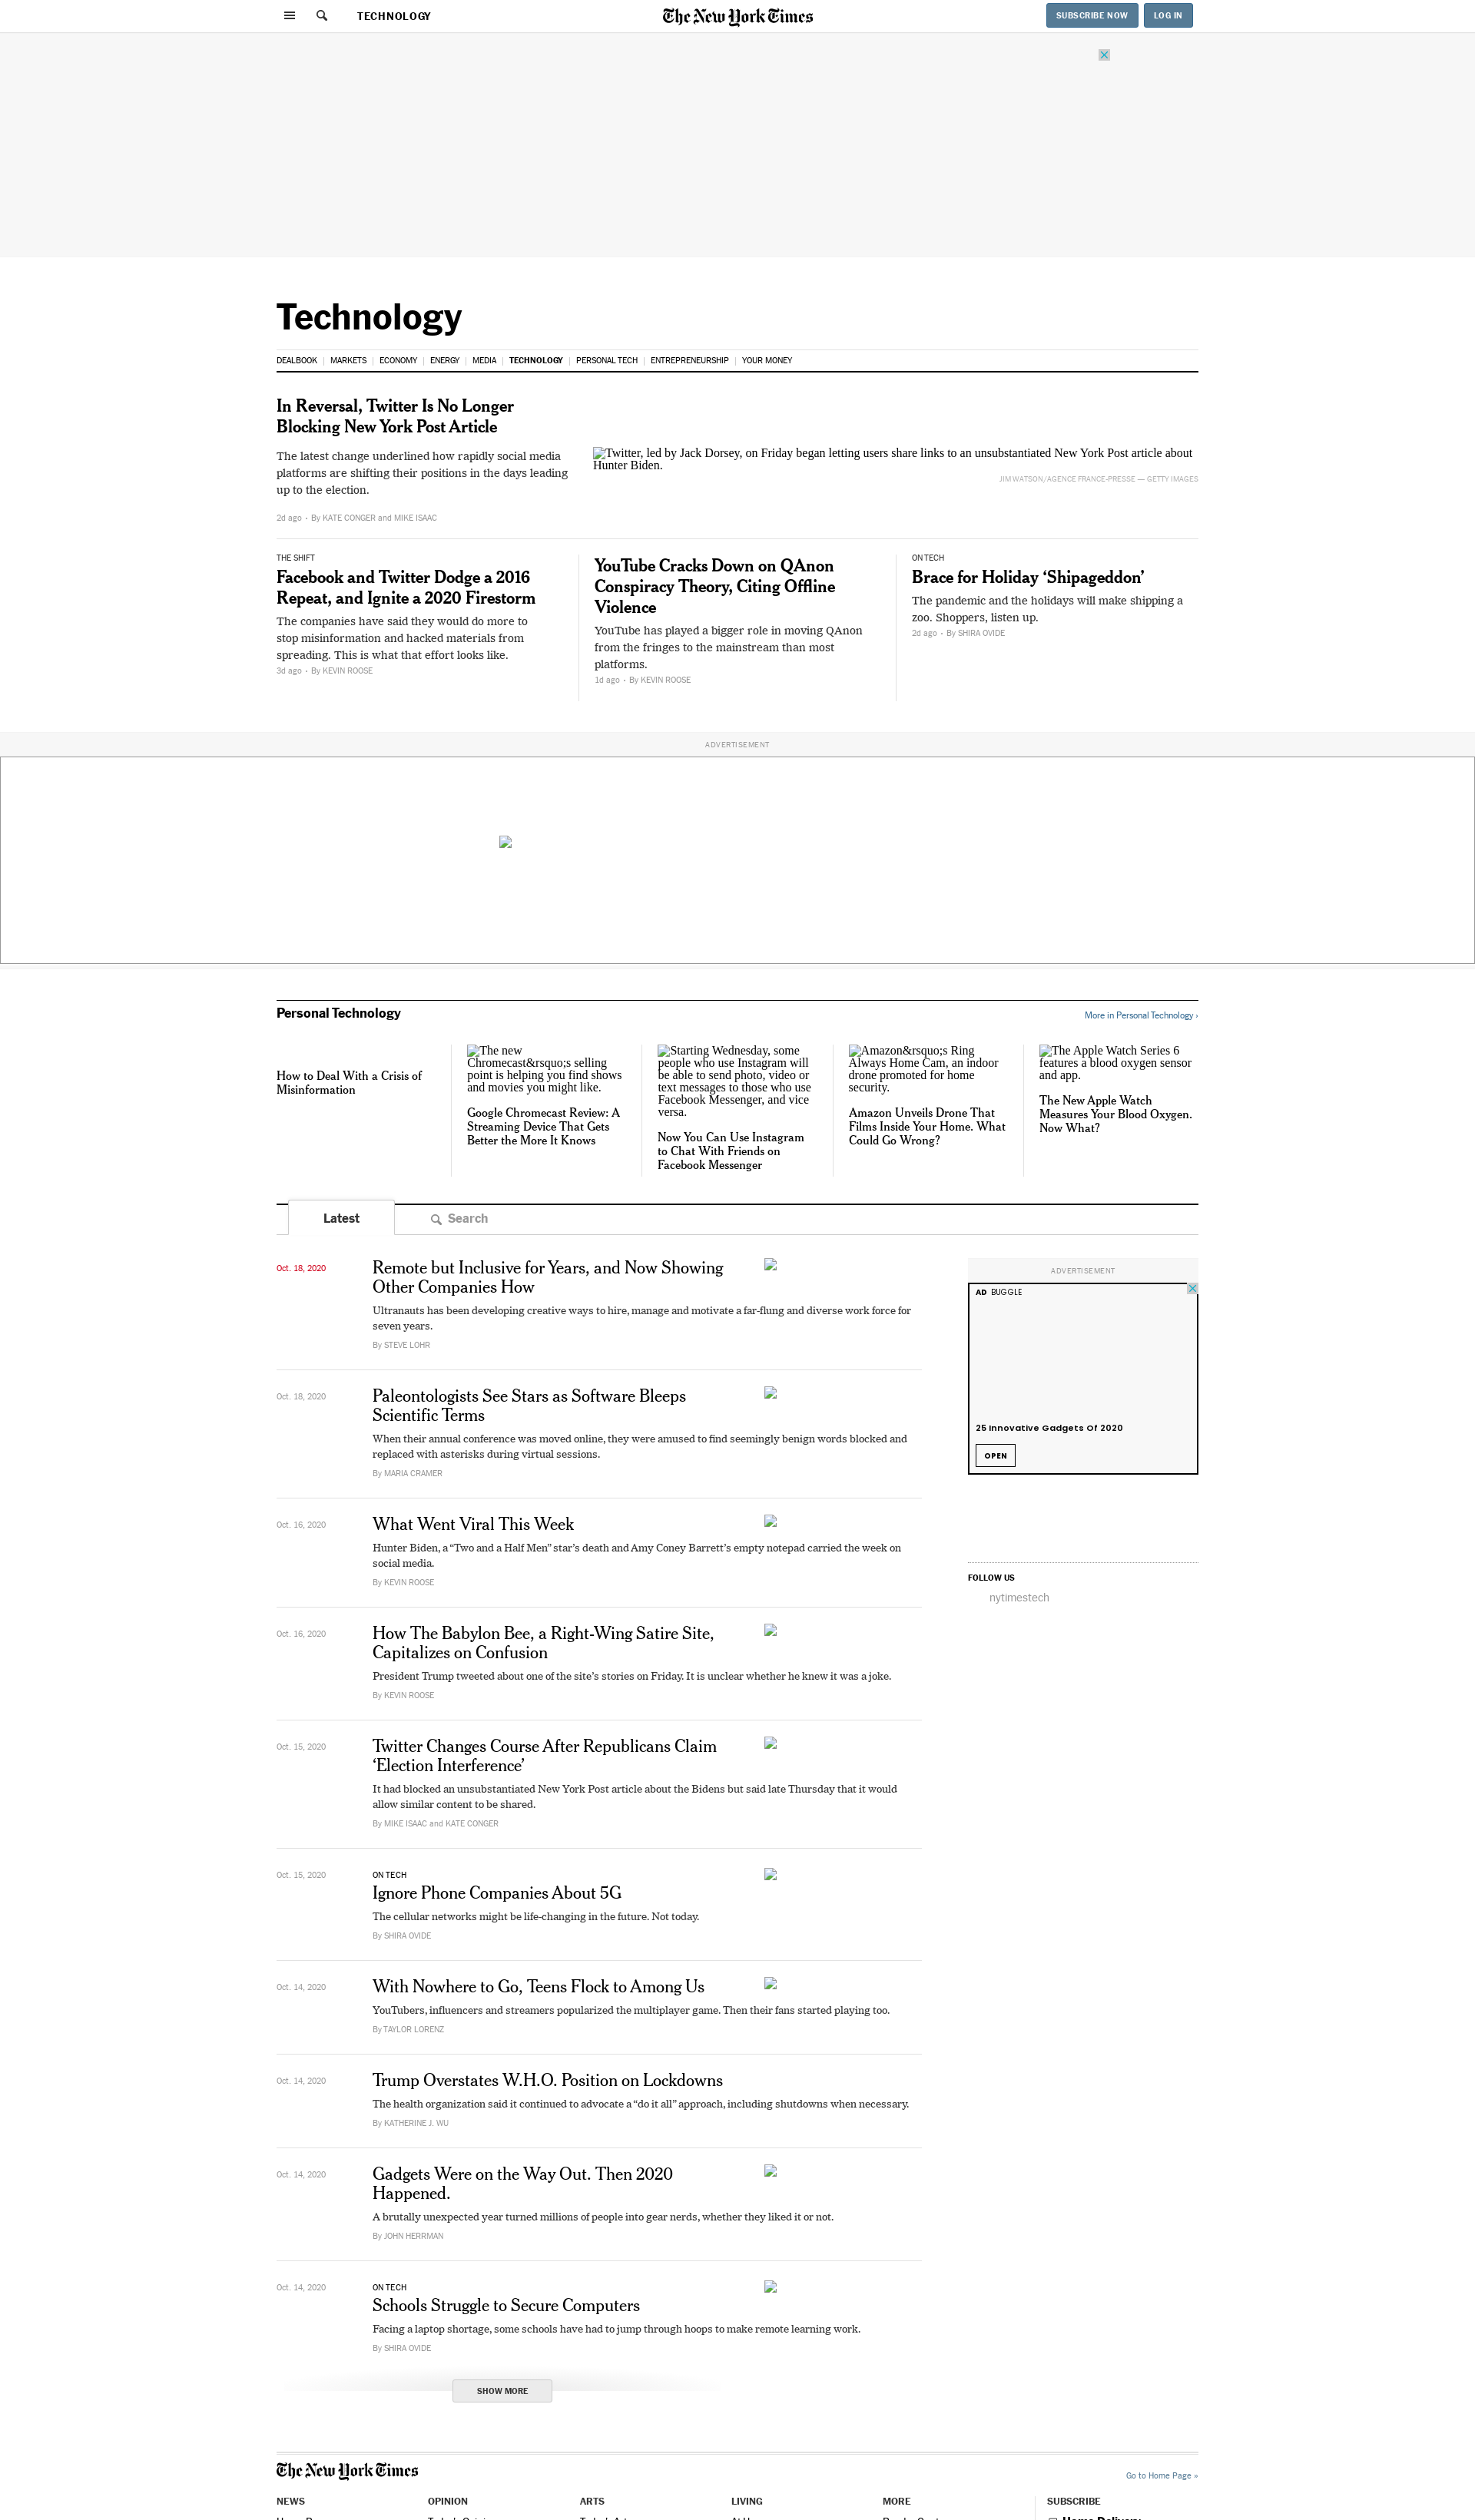 TECHNOLOGY
The New York Times
SUBSCRIBE NOW
LOG IN
Technology
DEALBOOK MARKETS ECONOMY ENERGY MEDIA TECHNOLOGY PERSONAL TECH ENTREPRENEURSHIP YOUR MONEY
In Reversal, Twitter Is No Longer
Blocking New York Post Article
The latest change underlined how rapidly social media
platforms are shifting their positions in the days leading
up to the election.
2d ago • By KATE CONGER and MIKE ISAAC
Twitter, led by Jack Dorsey, on Friday began letting users share links to an unsubstantiated New York Post article about
Hunter Biden.
JIM WATSON/AGENCE FRANCE-PRESSE — GETTY IMAGES
THE SHIFT
Facebook and Twitter Dodge a 2016
Repeat, and Ignite a 2020 Firestorm
The companies have said they would do more to
stop misinformation and hacked materials from
spreading. This is what that effort looks like.
3d ago • By KEVIN ROOSE
YouTube Cracks Down on QAnon
Conspiracy Theory, Citing Offline
Violence
YouTube has played a bigger role in moving QAnon
from the fringes to the mainstream than most
platforms.
1d ago • By KEVIN ROOSE
ON TECH
Brace for Holiday ‘Shipageddon’
The pandemic and the holidays will make shipping a
zoo. Shoppers, listen up.
2d ago • By SHIRA OVIDE
ADVERTISEMENT
Personal Technology
More in Personal Technology ›
How to Deal With a Crisis of
Misinformation
The new
Chromecast&rsquo;s selling
point is helping you find shows
and movies you might like.
Google Chromecast Review: A
Streaming Device That Gets
Better the More It Knows
Starting Wednesday, some
people who use Instagram will
be able to send photo, video or
text messages to those who use
Facebook Messenger, and vice
versa.
Now You Can Use Instagram
to Chat With Friends on
Facebook Messenger
Amazon&rsquo;s Ring
Always Home Cam, an indoor
drone promoted for home
security.
Amazon Unveils Drone That
Films Inside Your Home. What
Could Go Wrong?
The Apple Watch Series 6
features a blood oxygen sensor
and app.
The New Apple Watch
Measures Your Blood Oxygen.
Now What?
Latest
Search
Oct. 18, 2020
Remote but Inclusive for Years, and Now Showing
Other Companies How
Ultranauts has been developing creative ways to hire, manage and motivate a far-flung and diverse work force for
seven years.
By STEVE LOHR
Oct. 18, 2020
Paleontologists See Stars as Software Bleeps
Scientific Terms
When their annual conference was moved online, they were amused to find seemingly benign words blocked and
replaced with asterisks during virtual sessions.
By MARIA CRAMER
Oct. 16, 2020
What Went Viral This Week
Hunter Biden, a “Two and a Half Men” star’s death and Amy Coney Barrett’s empty notepad carried the week on
social media.
By KEVIN ROOSE
Oct. 16, 2020
How The Babylon Bee, a Right-Wing Satire Site,
Capitalizes on Confusion
President Trump tweeted about one of the site’s stories on Friday. It is unclear whether he knew it was a joke.
By KEVIN ROOSE
Oct. 15, 2020
Twitter Changes Course After Republicans Claim
‘Election Interference’
It had blocked an unsubstantiated New York Post article about the Bidens but said late Thursday that it would
allow similar content to be shared.
By MIKE ISAAC and KATE CONGER
Oct. 15, 2020
ON TECH
Ignore Phone Companies About 5G
The cellular networks might be life-changing in the future. Not today.
By SHIRA OVIDE
Oct. 14, 2020
With Nowhere to Go, Teens Flock to Among Us
YouTubers, influencers and streamers popularized the multiplayer game. Then their fans started playing too.
By TAYLOR LORENZ
Oct. 14, 2020
Trump Overstates W.H.O. Position on Lockdowns
The health organization said it continued to advocate a “do it all” approach, including shutdowns when necessary.
By KATHERINE J. WU
Oct. 14, 2020
Gadgets Were on the Way Out. Then 2020
Happened.
A brutally unexpected year turned millions of people into gear nerds, whether they liked it or not.
By JOHN HERRMAN
Oct. 14, 2020
ON TECH
Schools Struggle to Secure Computers
Facing a laptop shortage, some schools have had to jump through hoops to make remote learning work.
By SHIRA OVIDE
SHOW MORE
ADVERTISEMENT
AD BUGGLE
25 Innovative Gadgets Of 2020
OPEN
FOLLOW US
nytimestech
The New York Times
Go to Home Page »
NEWS
OPINION
ARTS
LIVING
MORE
SUBSCRIBE